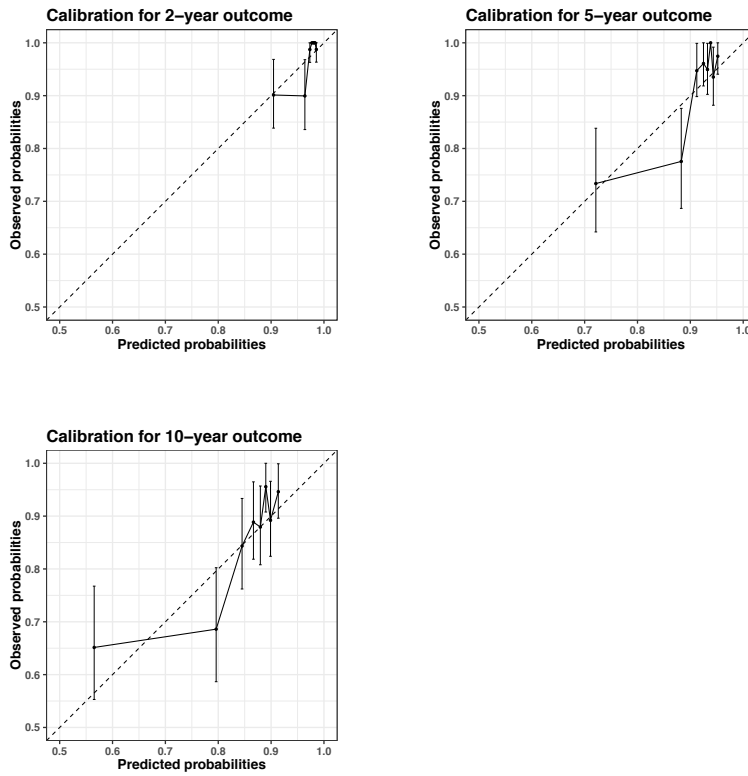 Calibration for 2−year outcome
1.0
0.9
0.8
0.7
0.6
0.5
0.5 0.6 0.7 0.8 0.9 1.0
Predicted probabilities
Observed probabilities
Calibration for 5−year outcome
1.0
0.9
0.8
0.7
0.6
0.5
0.5 0.6 0.7 0.8 0.9 1.0
Predicted probabilities
Observed probabilities
Calibration for 10−year outcome
1.0
0.9
0.8
0.7
0.6
0.5
0.5 0.6 0.7 0.8 0.9 1.0
Predicted probabilities
Observed probabilities